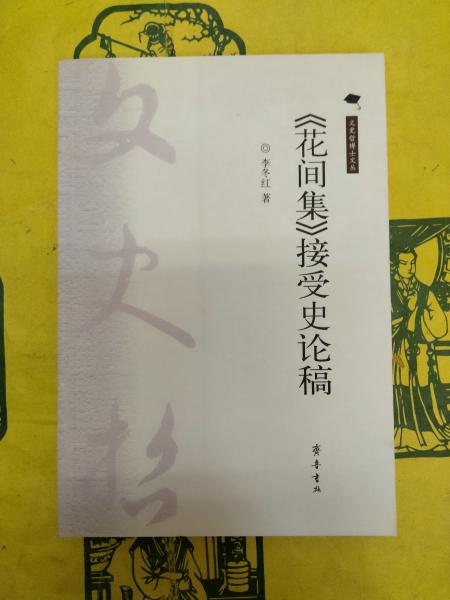 文史哲博士文丛
《花间集》接受史论稿
◎ 李冬红 著
齐鲁书社
文史哲